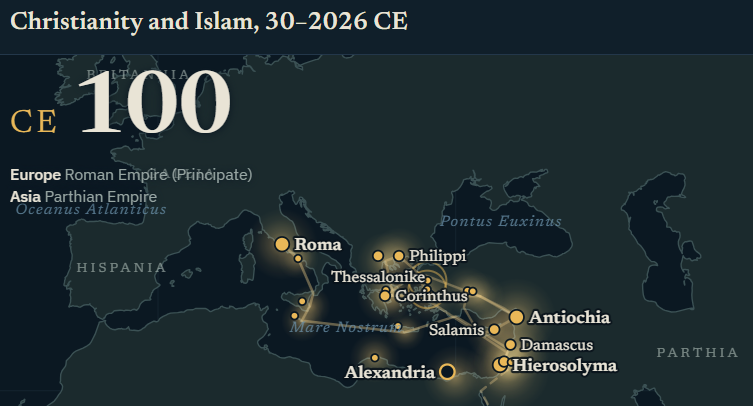 Christianity and Islam, 30–2026 CE
BRITANNIA
CE 100
Europe Roman Empire (Principate)
Asia Parthian Empire
Oceanus Atlanticus
Pontus Euxinus
Roma
Philippi
HISPANIA
Thessalonike
Corinthus
Antiochia
Mare Nostrum
Salamis
Damascus
PARTHIA
Alexandria
Hierosolyma